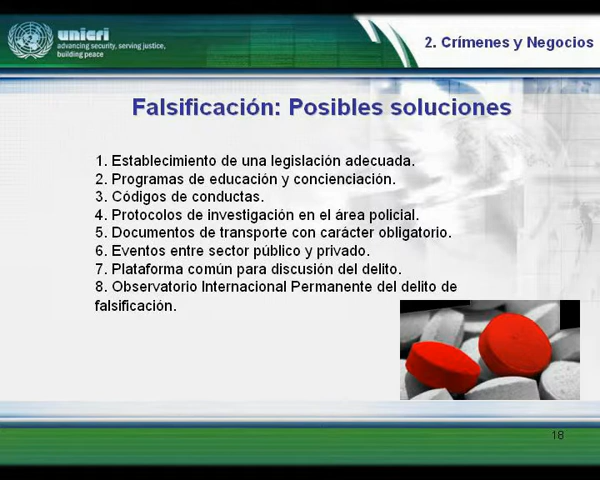 unicri
advancing security, serving justice,
building peace
2. Crímenes y Negocios
Falsificación: Posibles soluciones
1. Establecimiento de una legislación adecuada.
2. Programas de educación y concienciación.
3. Códigos de conductas.
4. Protocolos de investigación en el área policial.
5. Documentos de transporte con carácter obligatorio.
6. Eventos entre sector público y privado.
7. Plataforma común para discusión del delito.
8. Observatorio Internacional Permanente del delito de
falsificación.
18